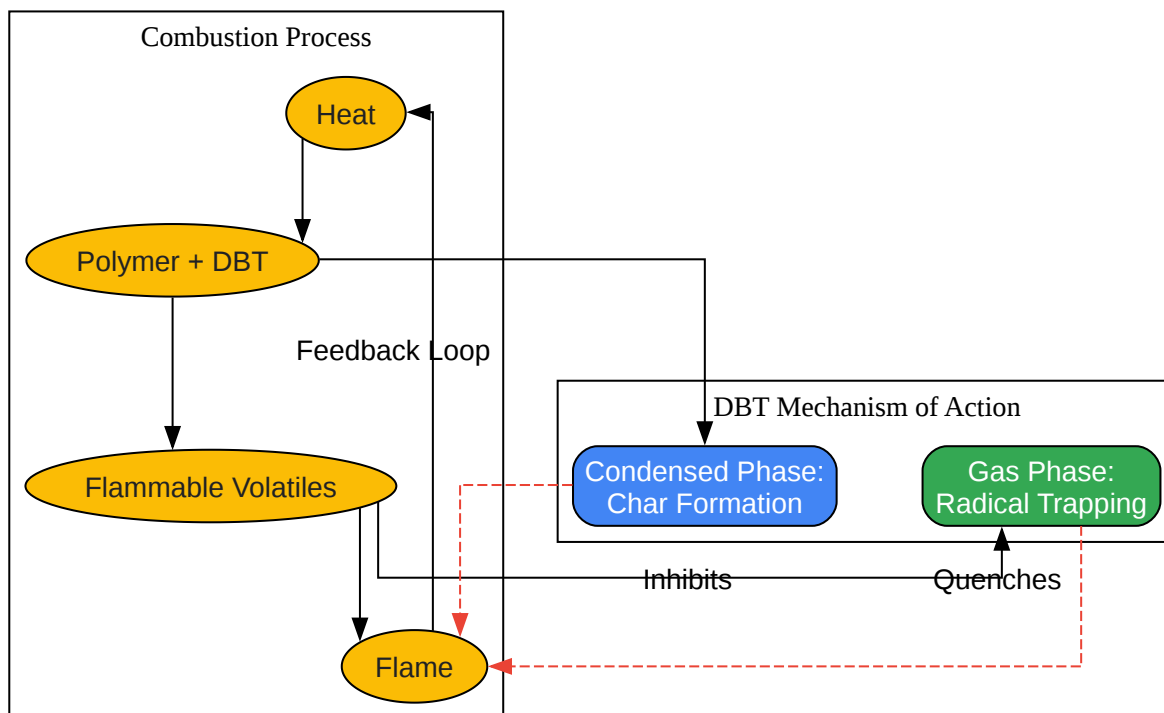 Combustion Process
Heat
Polymer + DBT
Feedback Loop
DBT Mechanism of Action
Condensed Phase:
Char Formation
Gas Phase:
Radical Trapping
Flammable Volatiles
Inhibits
Quenches
Flame